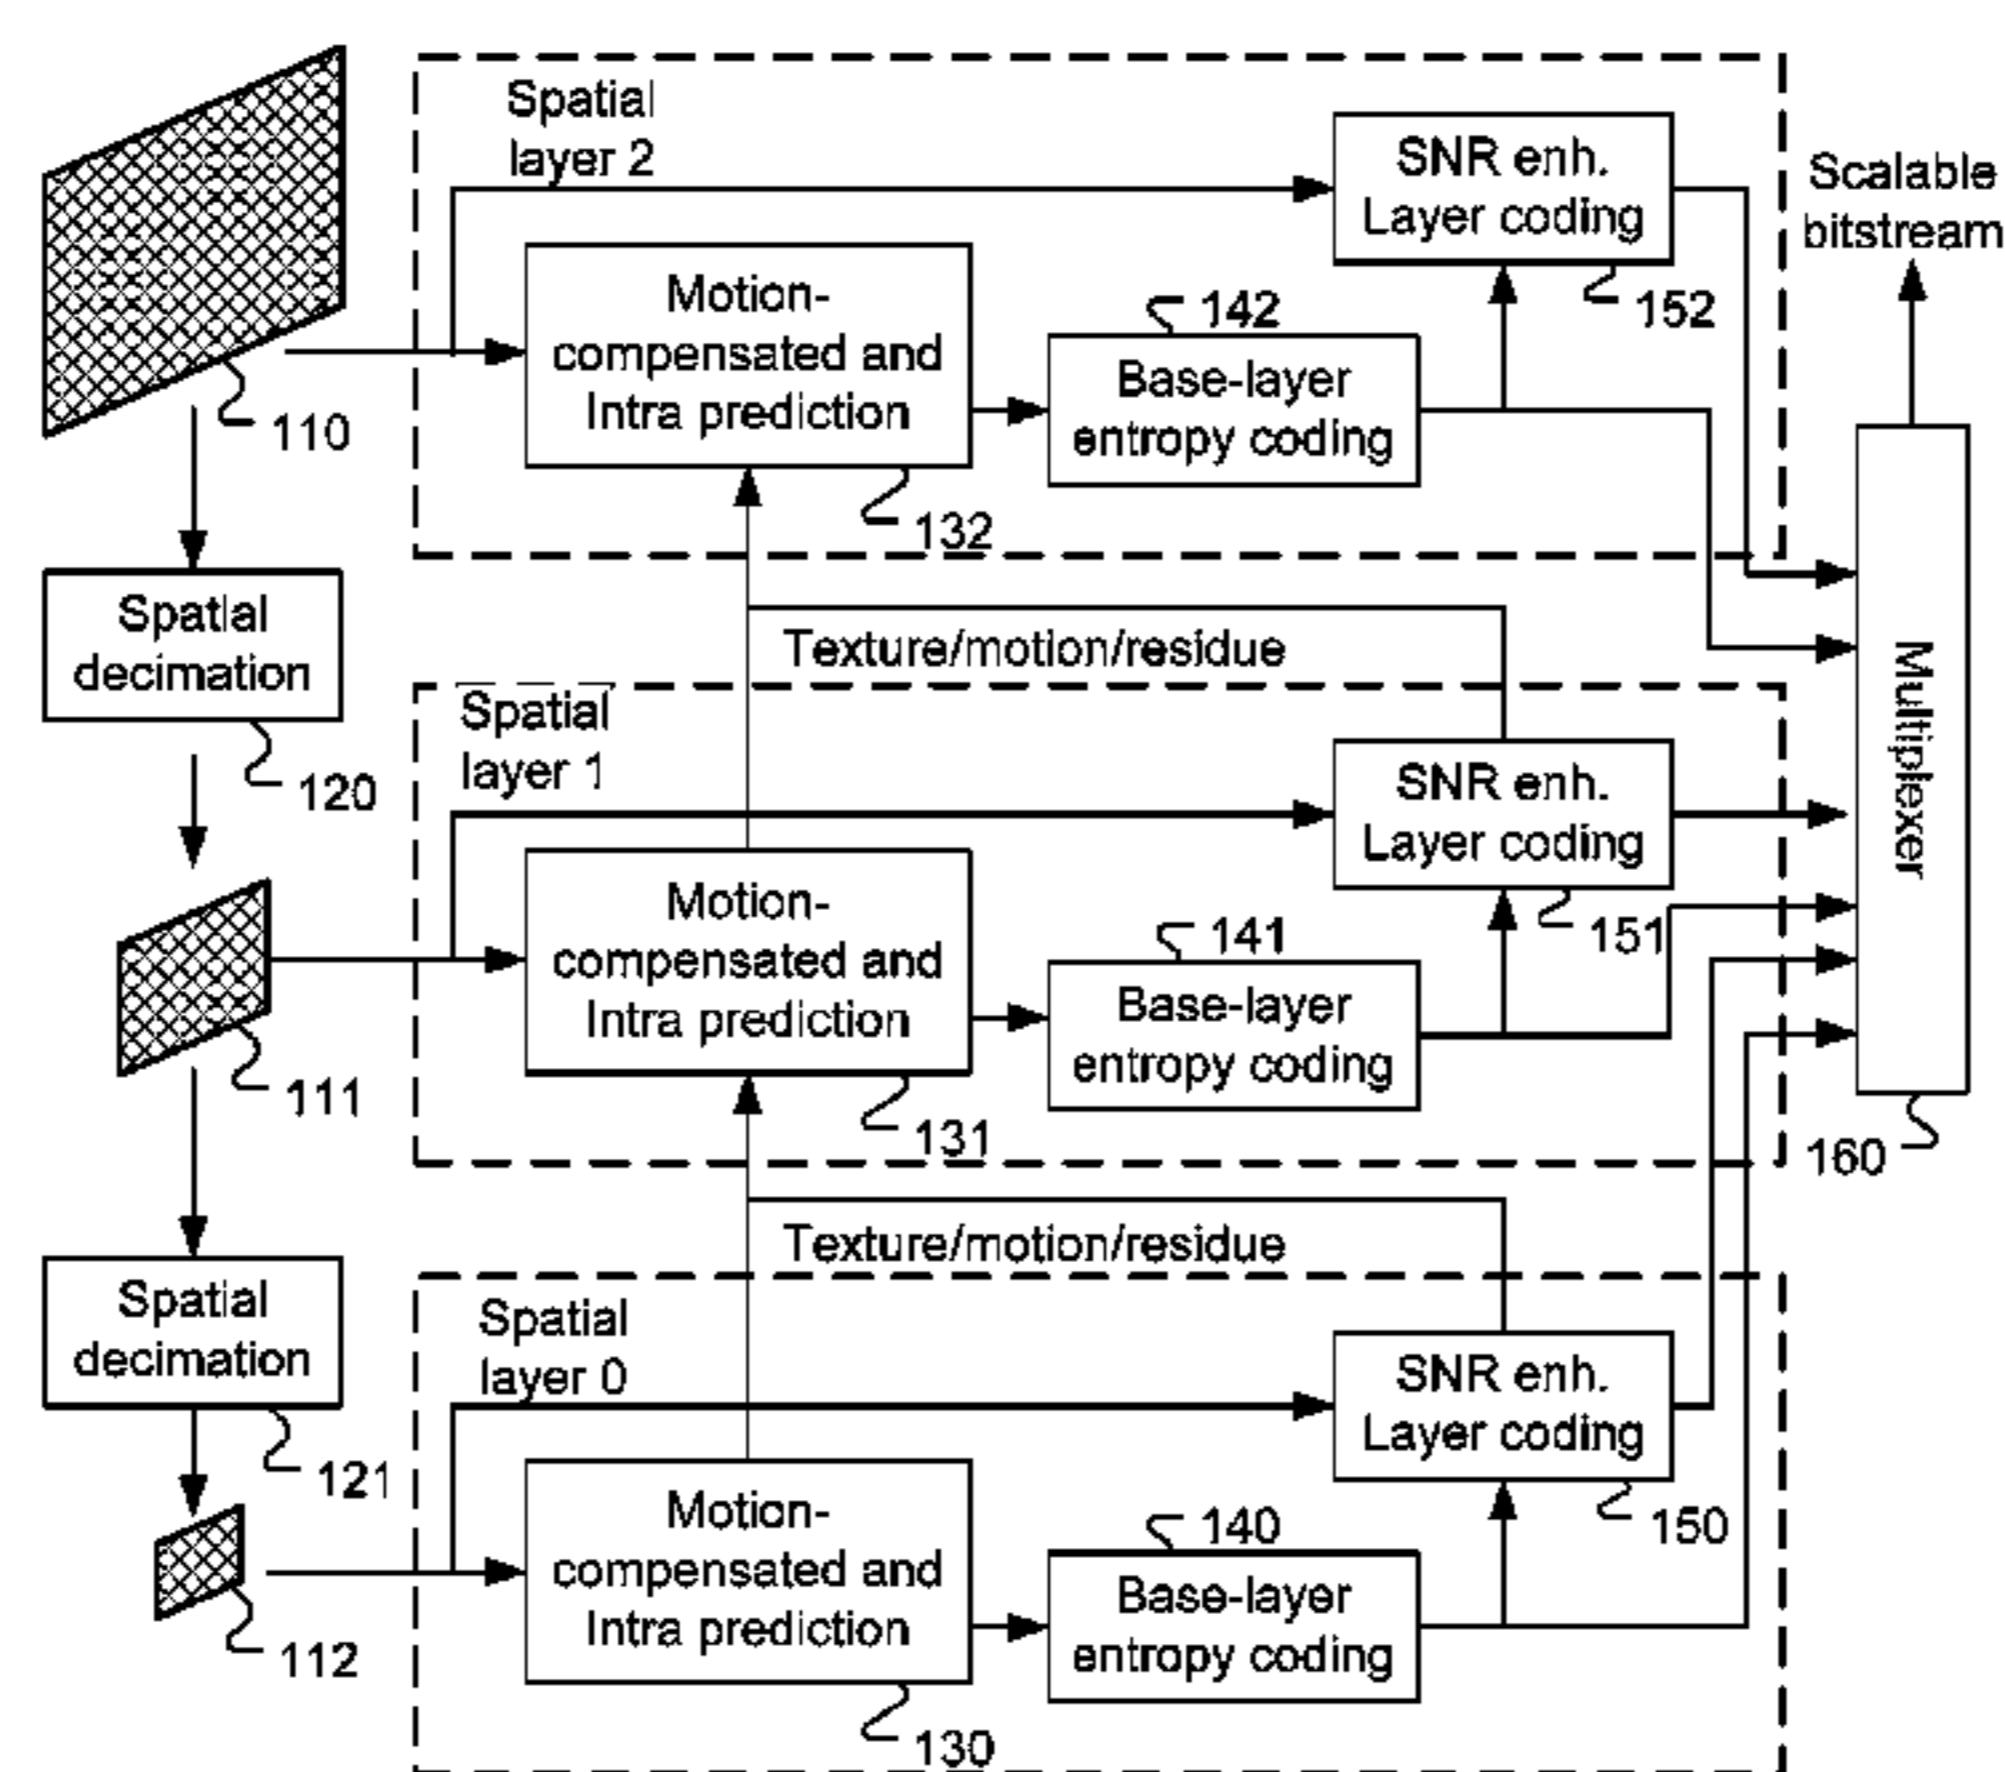 Spatial
layer 2
SNR enh.
Layer coding
152
Scalable
bitstream
Motion-
compensated and
Intra prediction
132
142
Base-layer
entropy coding
110
Spatial
decimation
120
Texture/motion/residue
Multiplexer
160
Spatial
layer 1
SNR enh.
Layer coding
151
Motion-
compensated and
Intra prediction
131
141
Base-layer
entropy coding
111
Texture/motion/residue
Spatial
decimation
121
Spatial
layer 0
SNR enh.
Layer coding
150
Motion-
compensated and
Intra prediction
130
140
Base-layer
entropy coding
112